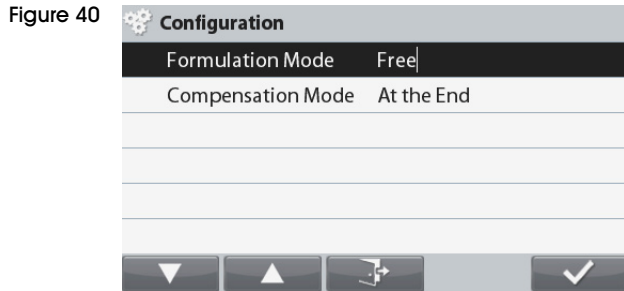 Figure 40
Configuration
Formulation Mode Free
Compensation Mode At the End